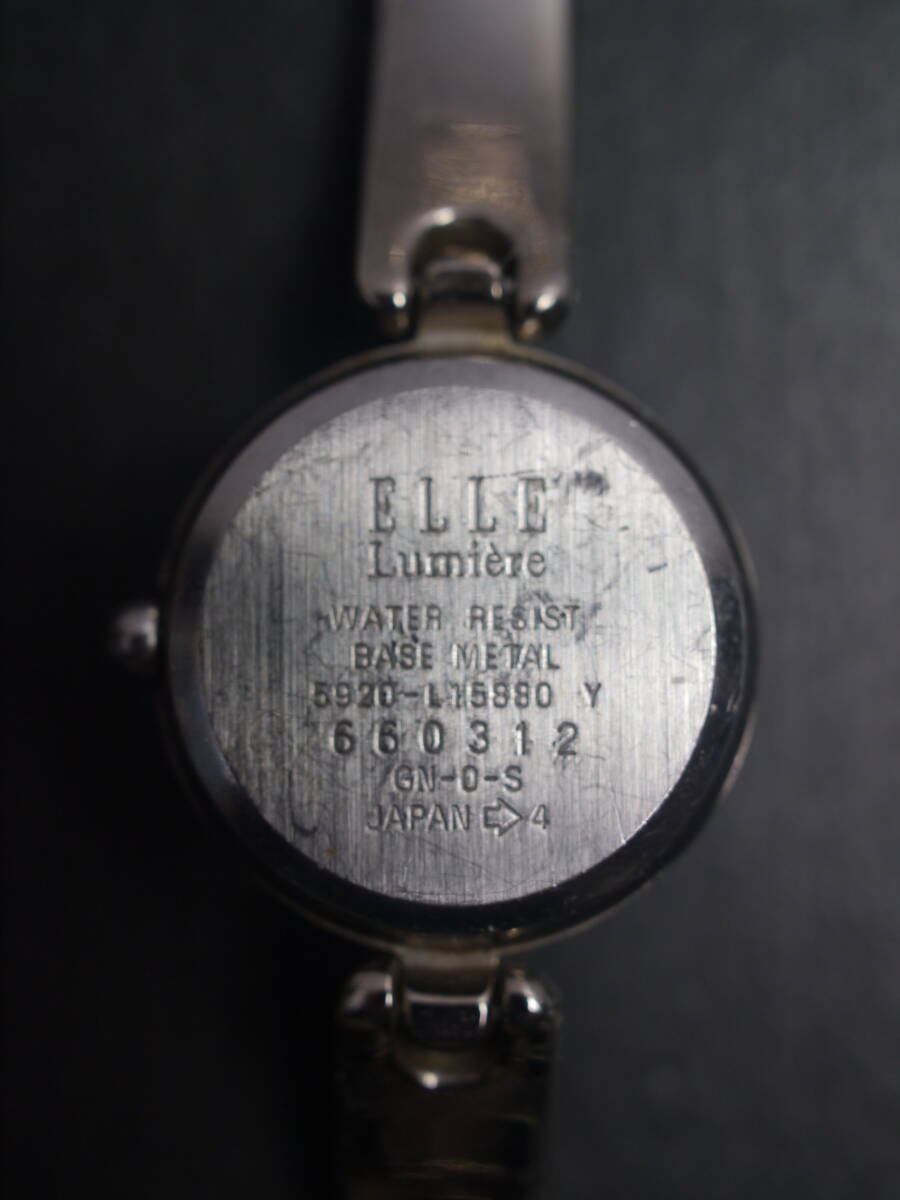 ELLE
Lumière
WATER RESIST
BASE METAL
5920-L15880 Y
660312
GN-0-S
JAPAN ⇨ 4